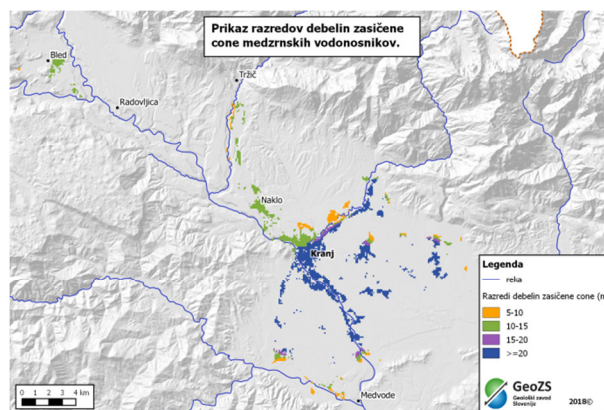 Prikaz razredov debelin zasičene
cone medzrnskih vodonosnikov.
Bled
Tržič
Radovljica
Naklo
Kranj
Medvode
Legenda
reka
Razredi debelin zasičene cone (m
5-10
10-15
15-20
>=20
0 1 2 3 4 km
GeoZS
Geološki zavod
Slovenije
2018©